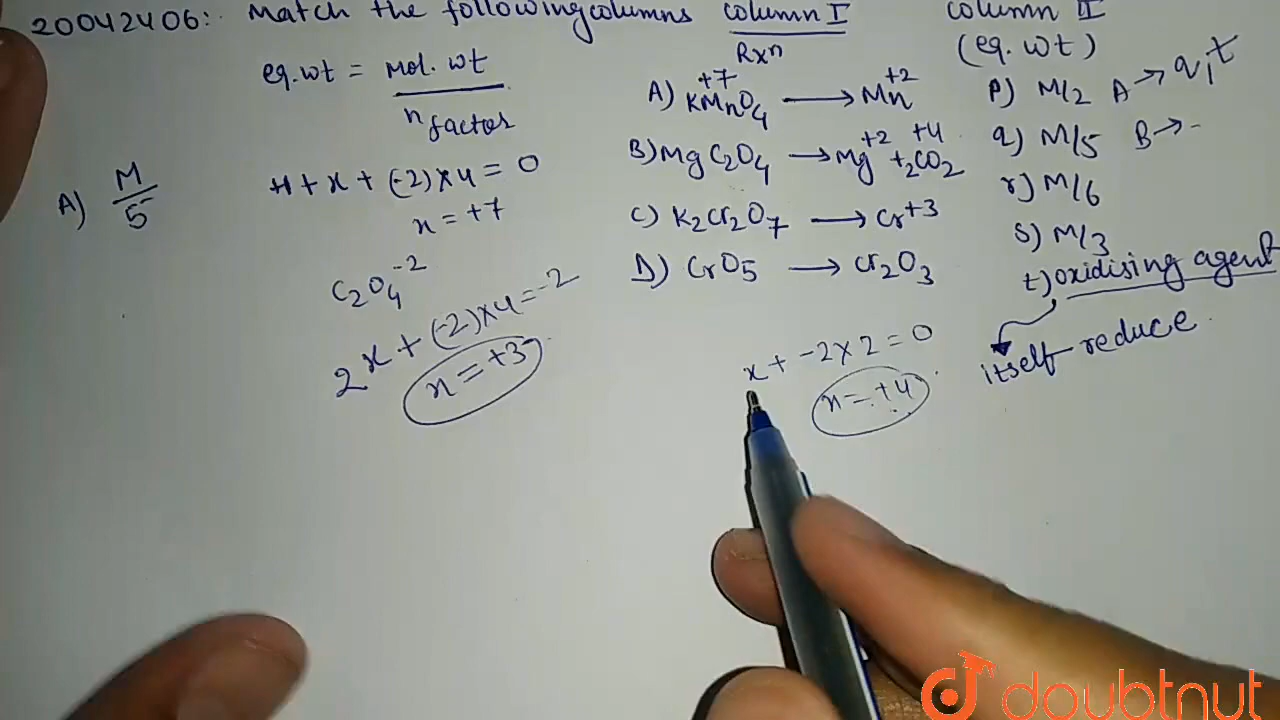 20042406: Match the following columns column I column II
Rxn (eq. wt)
eq. wt = Mol. wt / n factor
A) KMnO4 → Mn+2
+7
B) MgC2O4 → Mg+2 + 2CO2
+4
C) K2Cr2O7 → Cr+3
D) CrO5 → Cr2O3
p) M/2
q) M/5
r) M/6
s) M/3
t) oxidising agent
itself reduce
A → q, t
B →
A) M/5
+1 + x + (-2) x 4 = 0
x = +7
C2O4-2
2x + (-2) x 4 = -2
x = +3
x + -2 x 2 = 0
x = +4
doubtnut